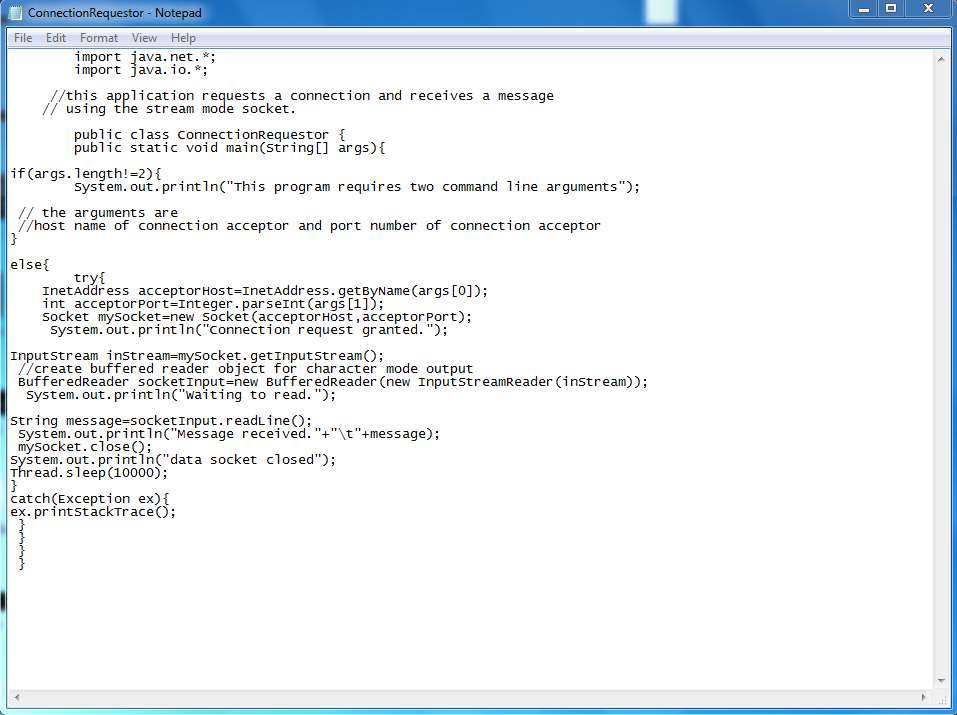 ConnectionRequestor - Notepad
File Edit Format View Help
import java.net.*;
import java.io.*;
//this application requests a connection and receives a message
// using the stream mode socket.
public class ConnectionRequestor {
public static void main(String[] args){
if(args.length!=2){
System.out.println("This program requires two command line arguments");
// the arguments are
//host name of connection acceptor and port number of connection acceptor
}
else{
try{
InetAddress acceptorHost=InetAddress.getByName(args[0]);
int acceptorPort=Integer.parseInt(args[1]);
Socket mySocket=new Socket(acceptorHost,acceptorPort);
System.out.println("Connection request granted.");
InputStream inStream=mySocket.getInputStream();
//create buffered reader object for character mode output
BufferedReader socketInput=new BufferedReader(new InputStreamReader(inStream));
System.out.println("Waiting to read.");
String message=socketInput.readLine();
System.out.println("Message received."+"\t"+message);
mySocket.close();
System.out.println("data socket closed");
Thread.sleep(10000);
}
catch(Exception ex){
ex.printStackTrace();
}
}
}
}